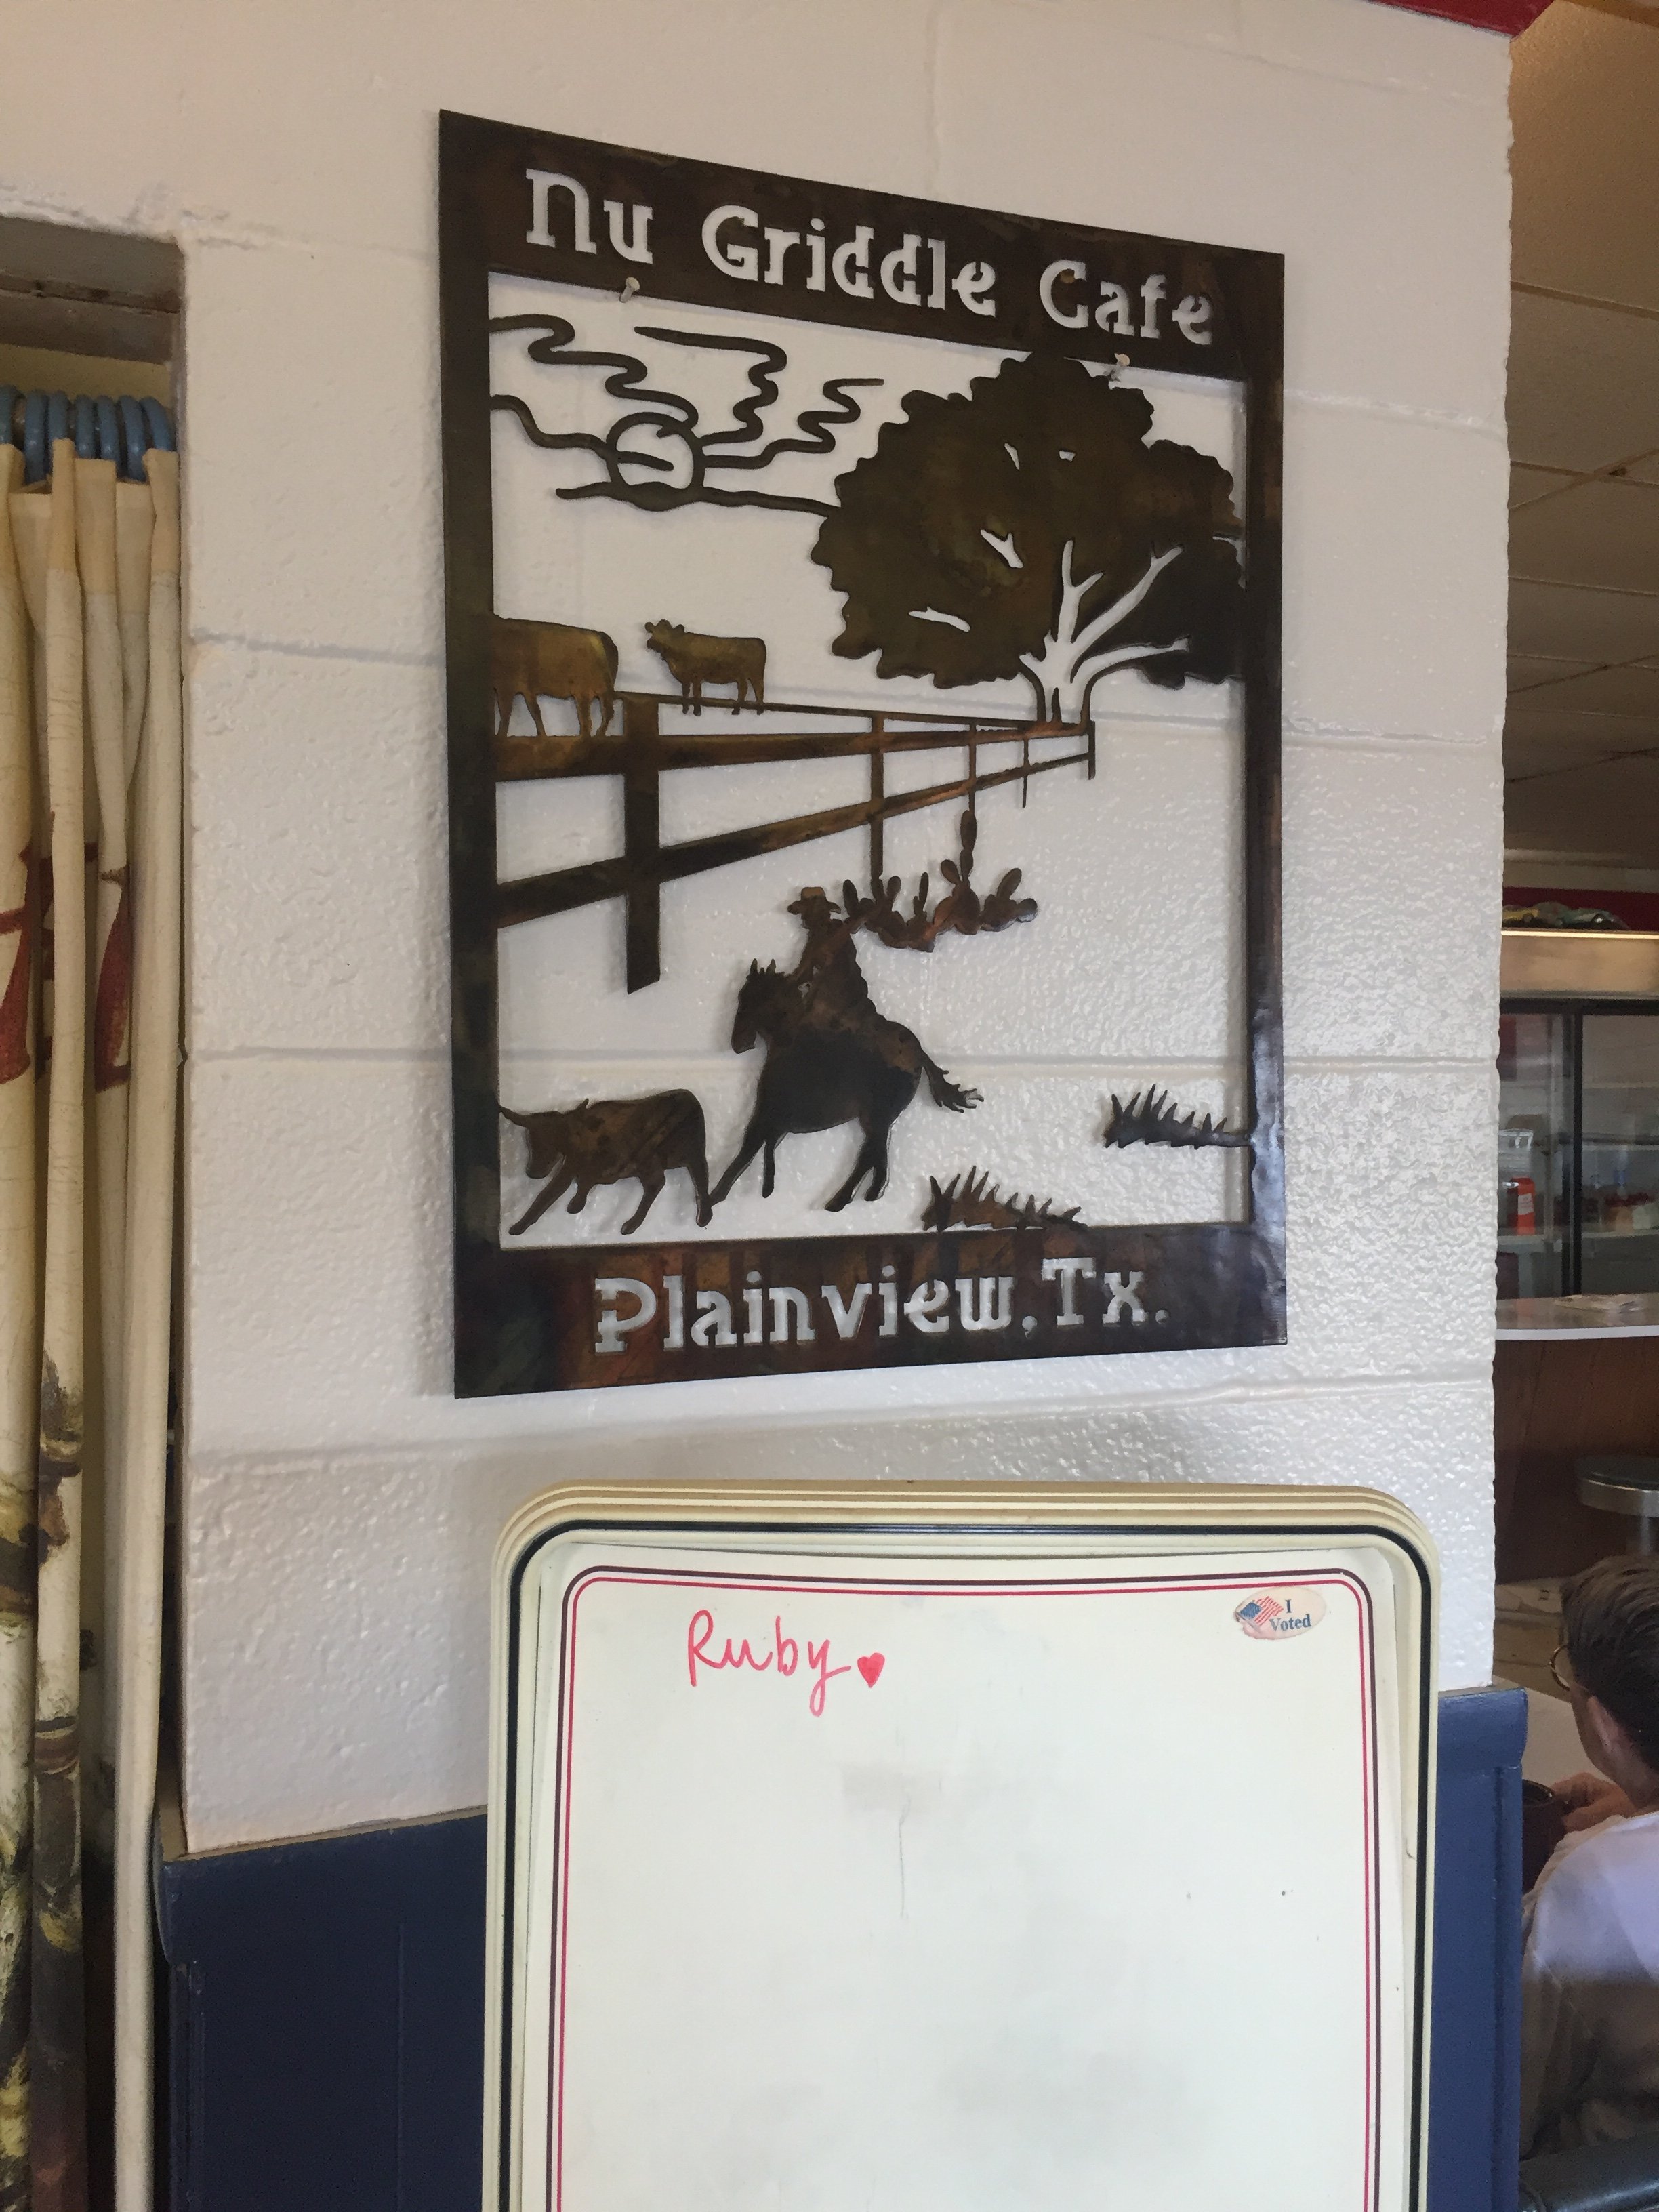 Nu Griddle Cafe
Plainview, Tx.
Ruby
I
Voted